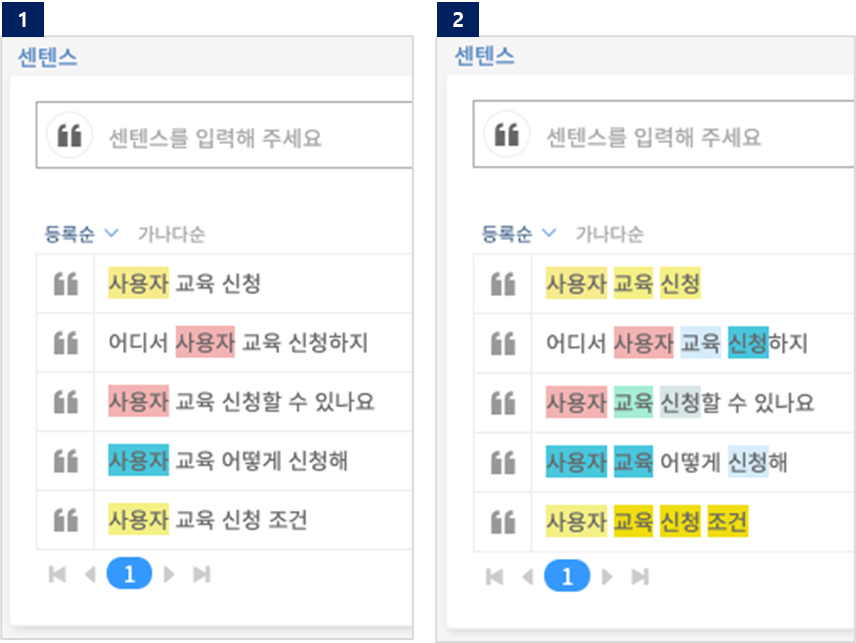 1
센텐스
센텐스를 입력해 주세요
등록순 가나다순
사용자 교육 신청
어디서 사용자 교육 신청하지
사용자 교육 신청할 수 있나요
사용자 교육 어떻게 신청해
사용자 교육 신청 조건
1
2
센텐스
센텐스를 입력해 주세요
등록순 가나다순
사용자 교육 신청
어디서 사용자 교육 신청하지
사용자 교육 신청할 수 있나요
사용자 교육 어떻게 신청해
사용자 교육 신청 조건
1